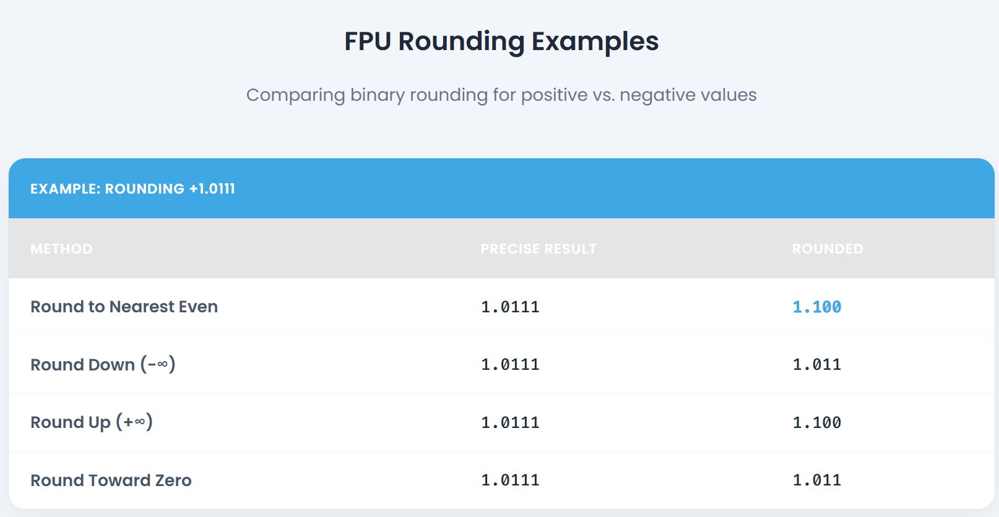 FPU Rounding Examples
Comparing binary rounding for positive vs. negative values
EXAMPLE: ROUNDING +1.0111
METHOD PRECISE RESULT ROUNDED
Round to Nearest Even 1.0111 1.100
Round Down (-∞) 1.0111 1.011
Round Up (+∞) 1.0111 1.100
Round Toward Zero 1.0111 1.011